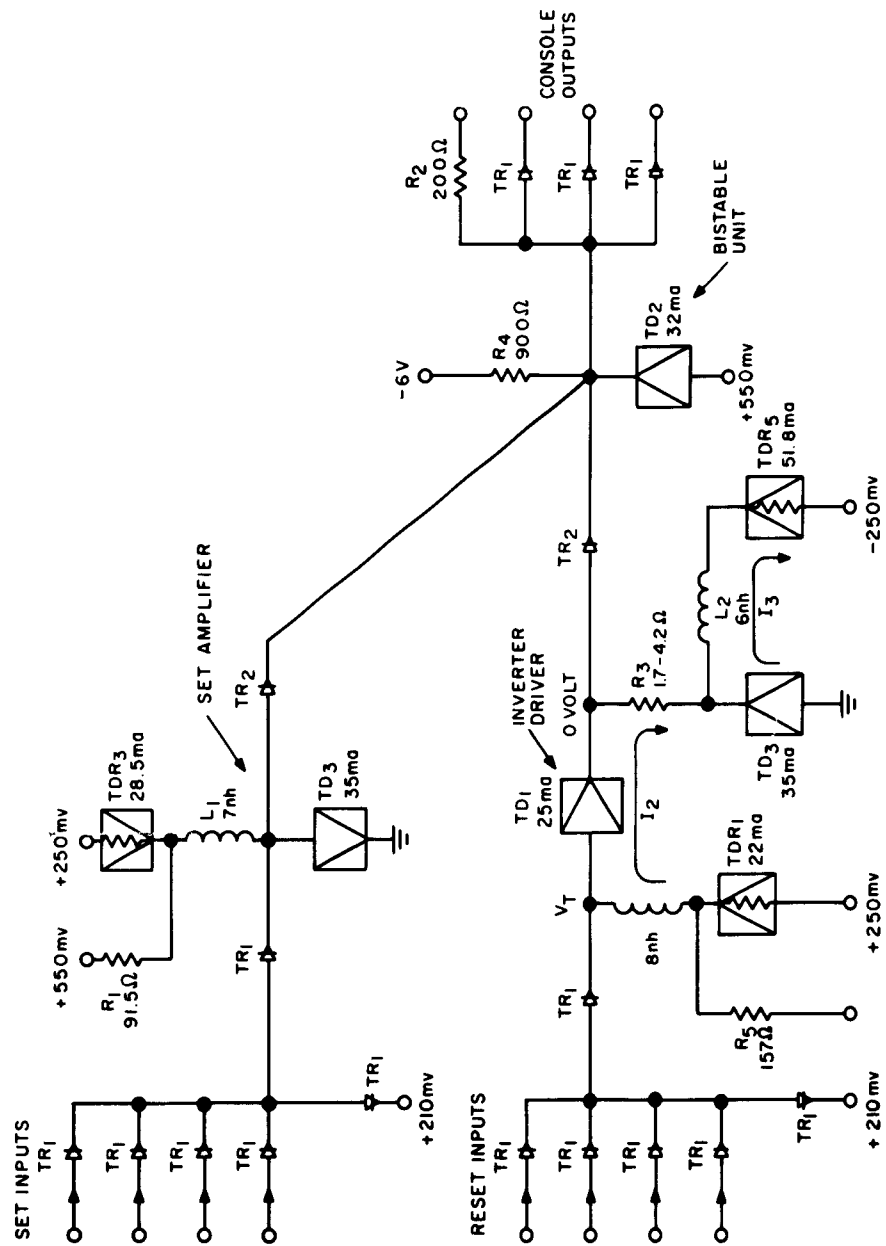 SET INPUTS
TR1
TR1
TR1
TR1
TR1
+210mv
+550mv
R1
91.5Ω
TR1
+250mv
TDR3
28.5ma
L1
7nh
TD3
35ma
SET AMPLIFIER
TR2
-6V
R4
900Ω
R2
200Ω
TR1
TR1
TR1
CONSOLE
OUTPUTS
TD2
32ma
+550mv
BISTABLE
UNIT
RESET INPUTS
TR1
TR1
TR1
TR1
TR1
+210mv
TR1
R5
157Ω
VT
8nh
TDR1
22ma
+250mv
INVERTER
DRIVER
TD1
25ma
I2
0 VOLT
R3
1.7-4.2Ω
TD3
35ma
TR2
L2
6nh
I3
TDR5
51.8ma
-250mv